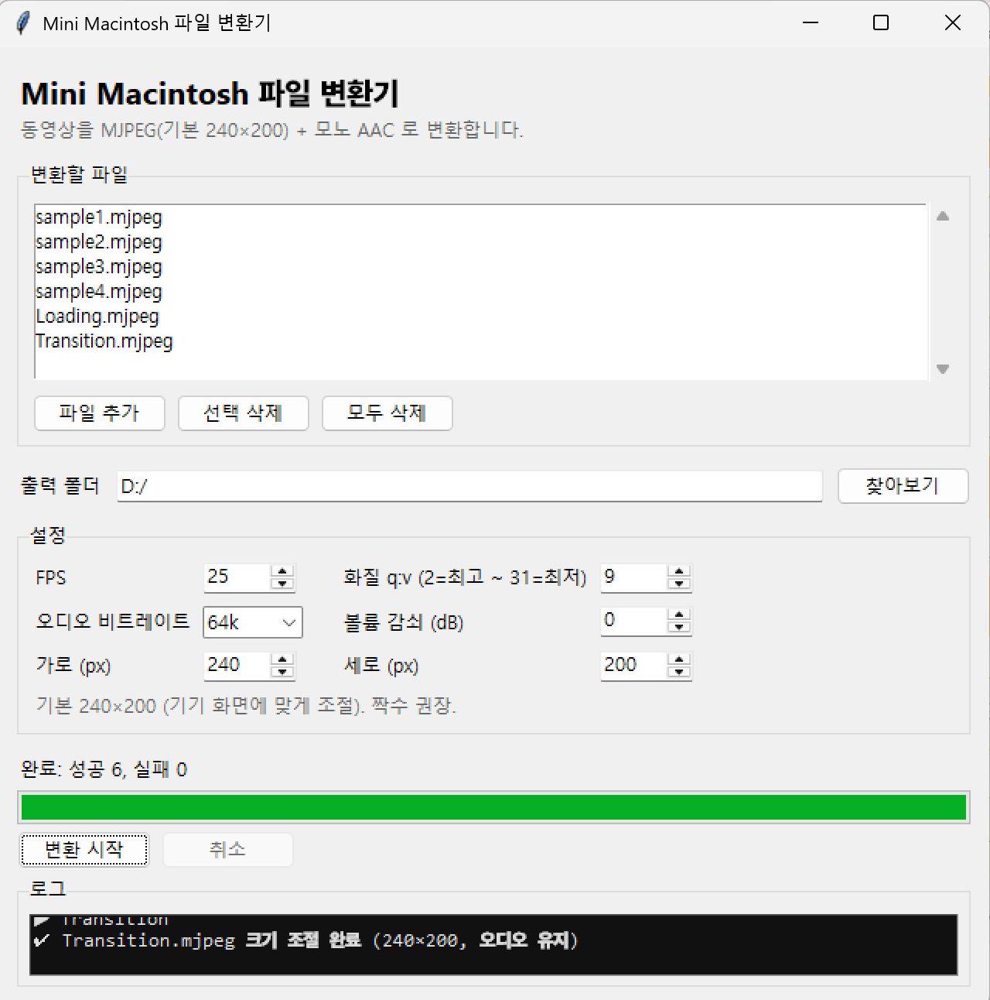 Mini Macintosh 파일 변환기
Mini Macintosh 파일 변환기
동영상을 MJPEG(기본 240×200) + 모노 AAC 로 변환합니다.
변환할 파일
sample1.mjpeg
sample2.mjpeg
sample3.mjpeg
sample4.mjpeg
Loading.mjpeg
Transition.mjpeg
파일 추가 선택 삭제 모두 삭제
출력 폴더 D:/ 찾아보기
설정
FPS 25 화질 q:v (2=최고 ~ 31=최저) 9
오디오 비트레이트 64k 볼륨 감쇠 (dB) 0
가로 (px) 240 세로 (px) 200
기본 240×200 (기기 화면에 맞게 조절). 짝수 권장.
완료: 성공 6, 실패 0
변환 시작 취소
로그
▶ Transition
✔ Transition.mjpeg 크기 조절 완료 (240×200, 오디오 유지)